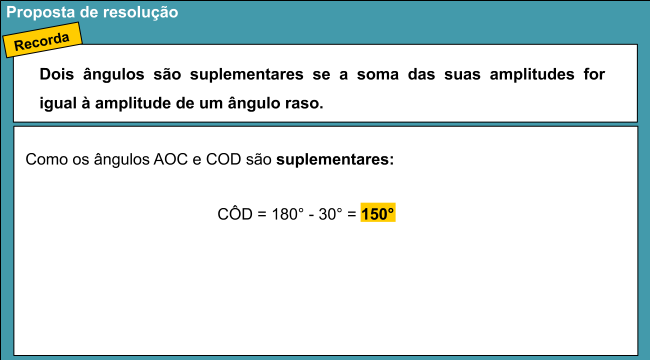 Proposta de resolução
Recorda
Dois ângulos são suplementares se a soma das suas amplitudes for
igual à amplitude de um ângulo raso.
Como os ângulos AOC e COD são suplementares:
CÔD = 180° - 30° = 150°